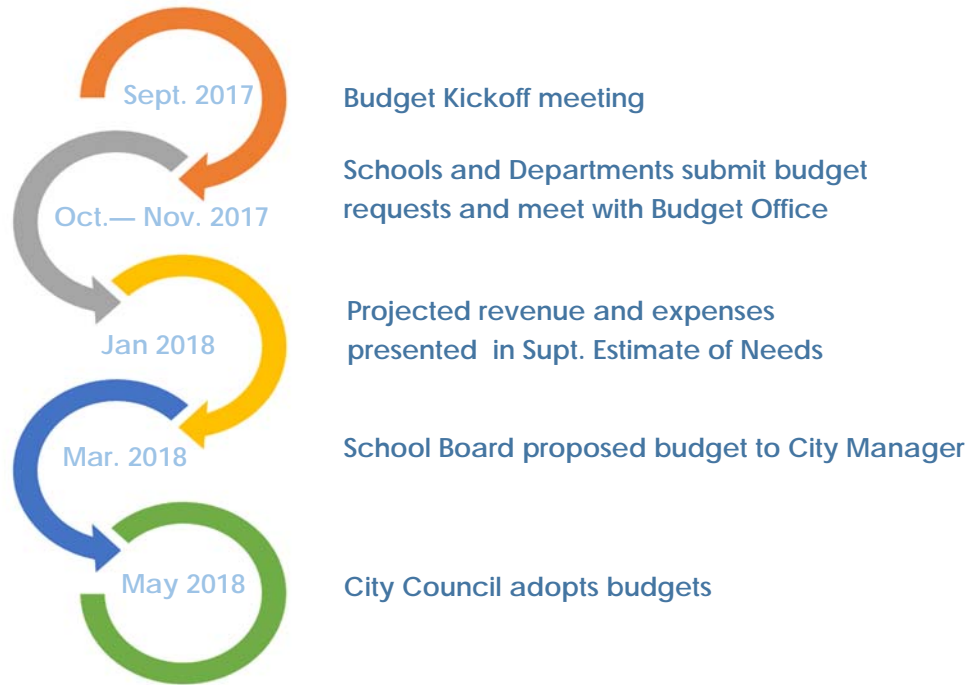 Sept. 2017
Budget Kickoff meeting
Oct.— Nov. 2017
Schools and Departments submit budget
requests and meet with Budget Office
Jan 2018
Projected revenue and expenses
presented in Supt. Estimate of Needs
Mar. 2018
School Board proposed budget to City Manager
May 2018
City Council adopts budgets